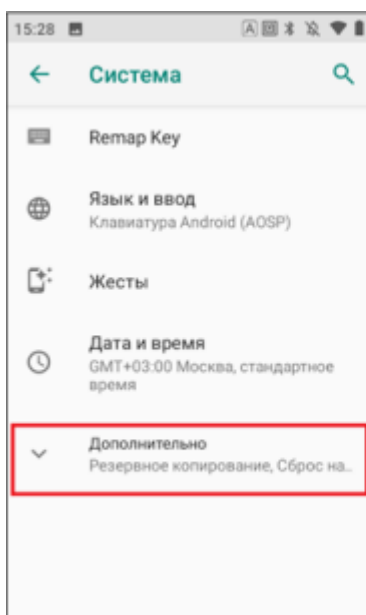 15:28
Система
Remap Key
Язык и ввод
Клавиатура Android (AOSP)
Жесты
Дата и время
GMT+03:00 Москва, стандартное
время
Дополнительно
Резервное копирование, Сброс на..